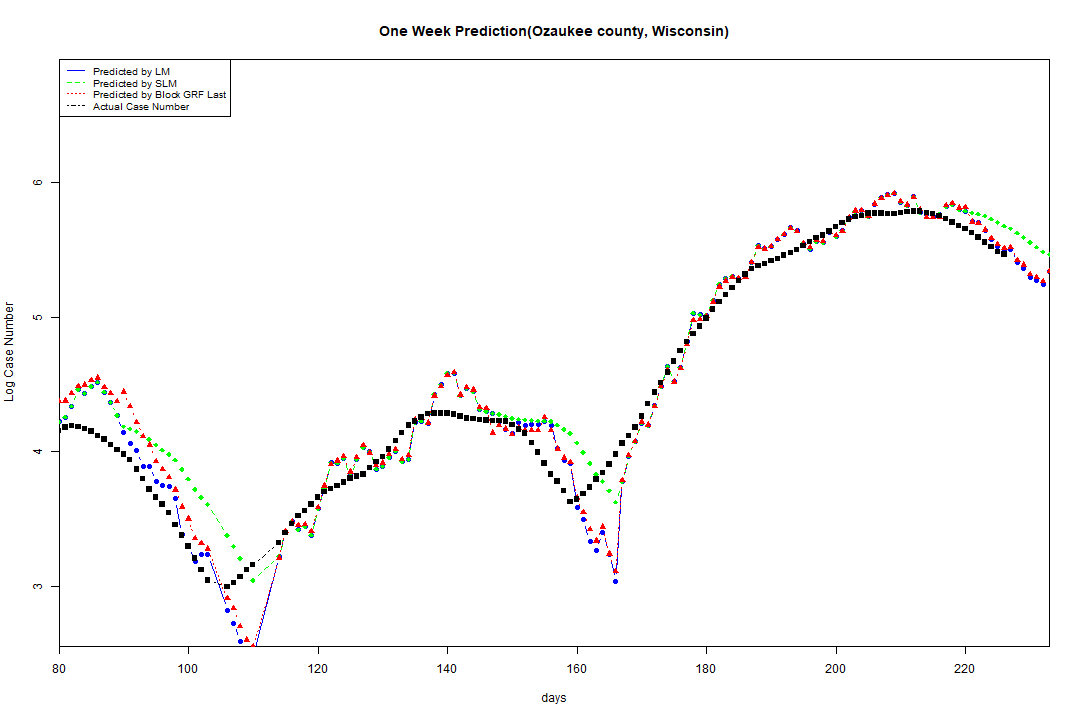 One Week Prediction(Ozaukee county, Wisconsin)
Predicted by LM
Predicted by SLM
Predicted by Block GRF Last
Actual Case Number
6
5
4
3
Log Case Number
80 100 120 140 160 180 200 220
days